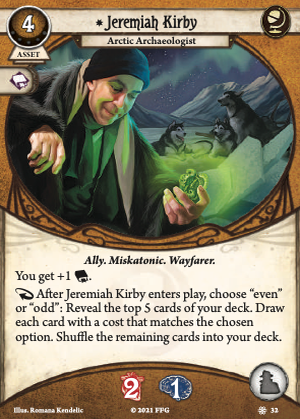 4
Jeremiah Kirby
Arctic Archaeologist
ASSET
Ally. Miskatonic. Wayfarer.
You get +1 .
After Jeremiah Kirby enters play, choose “even”
or “odd”: Reveal the top 5 cards of your deck. Draw
each card with a cost that matches the chosen
option. Shuffle the remaining cards into your deck.
2 1
Illus. Romana Kendelic © 2021 FFG 32